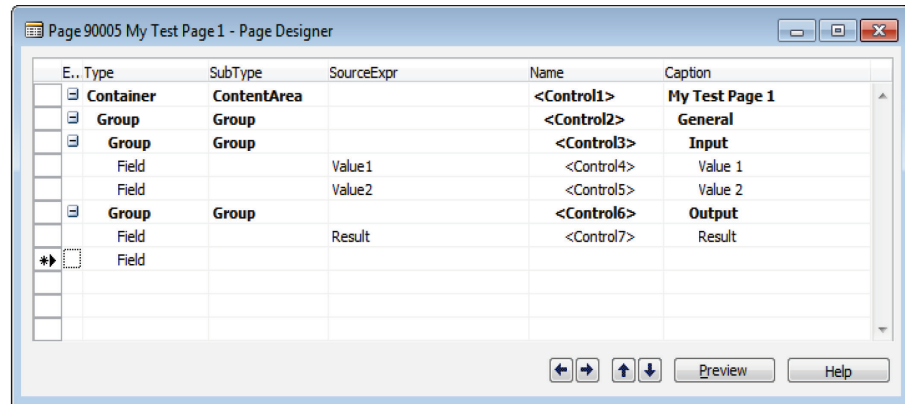 Page 90005 My Test Page 1 - Page Designer
E.. Type SubType SourceExpr Name Caption
Container ContentArea <Control1> My Test Page 1
Group Group <Control2> General
Group Group <Control3> Input
Field Value1 <Control4> Value 1
Field Value2 <Control5> Value 2
Group Group <Control6> Output
Field Result <Control7> Result
Field
Preview Help